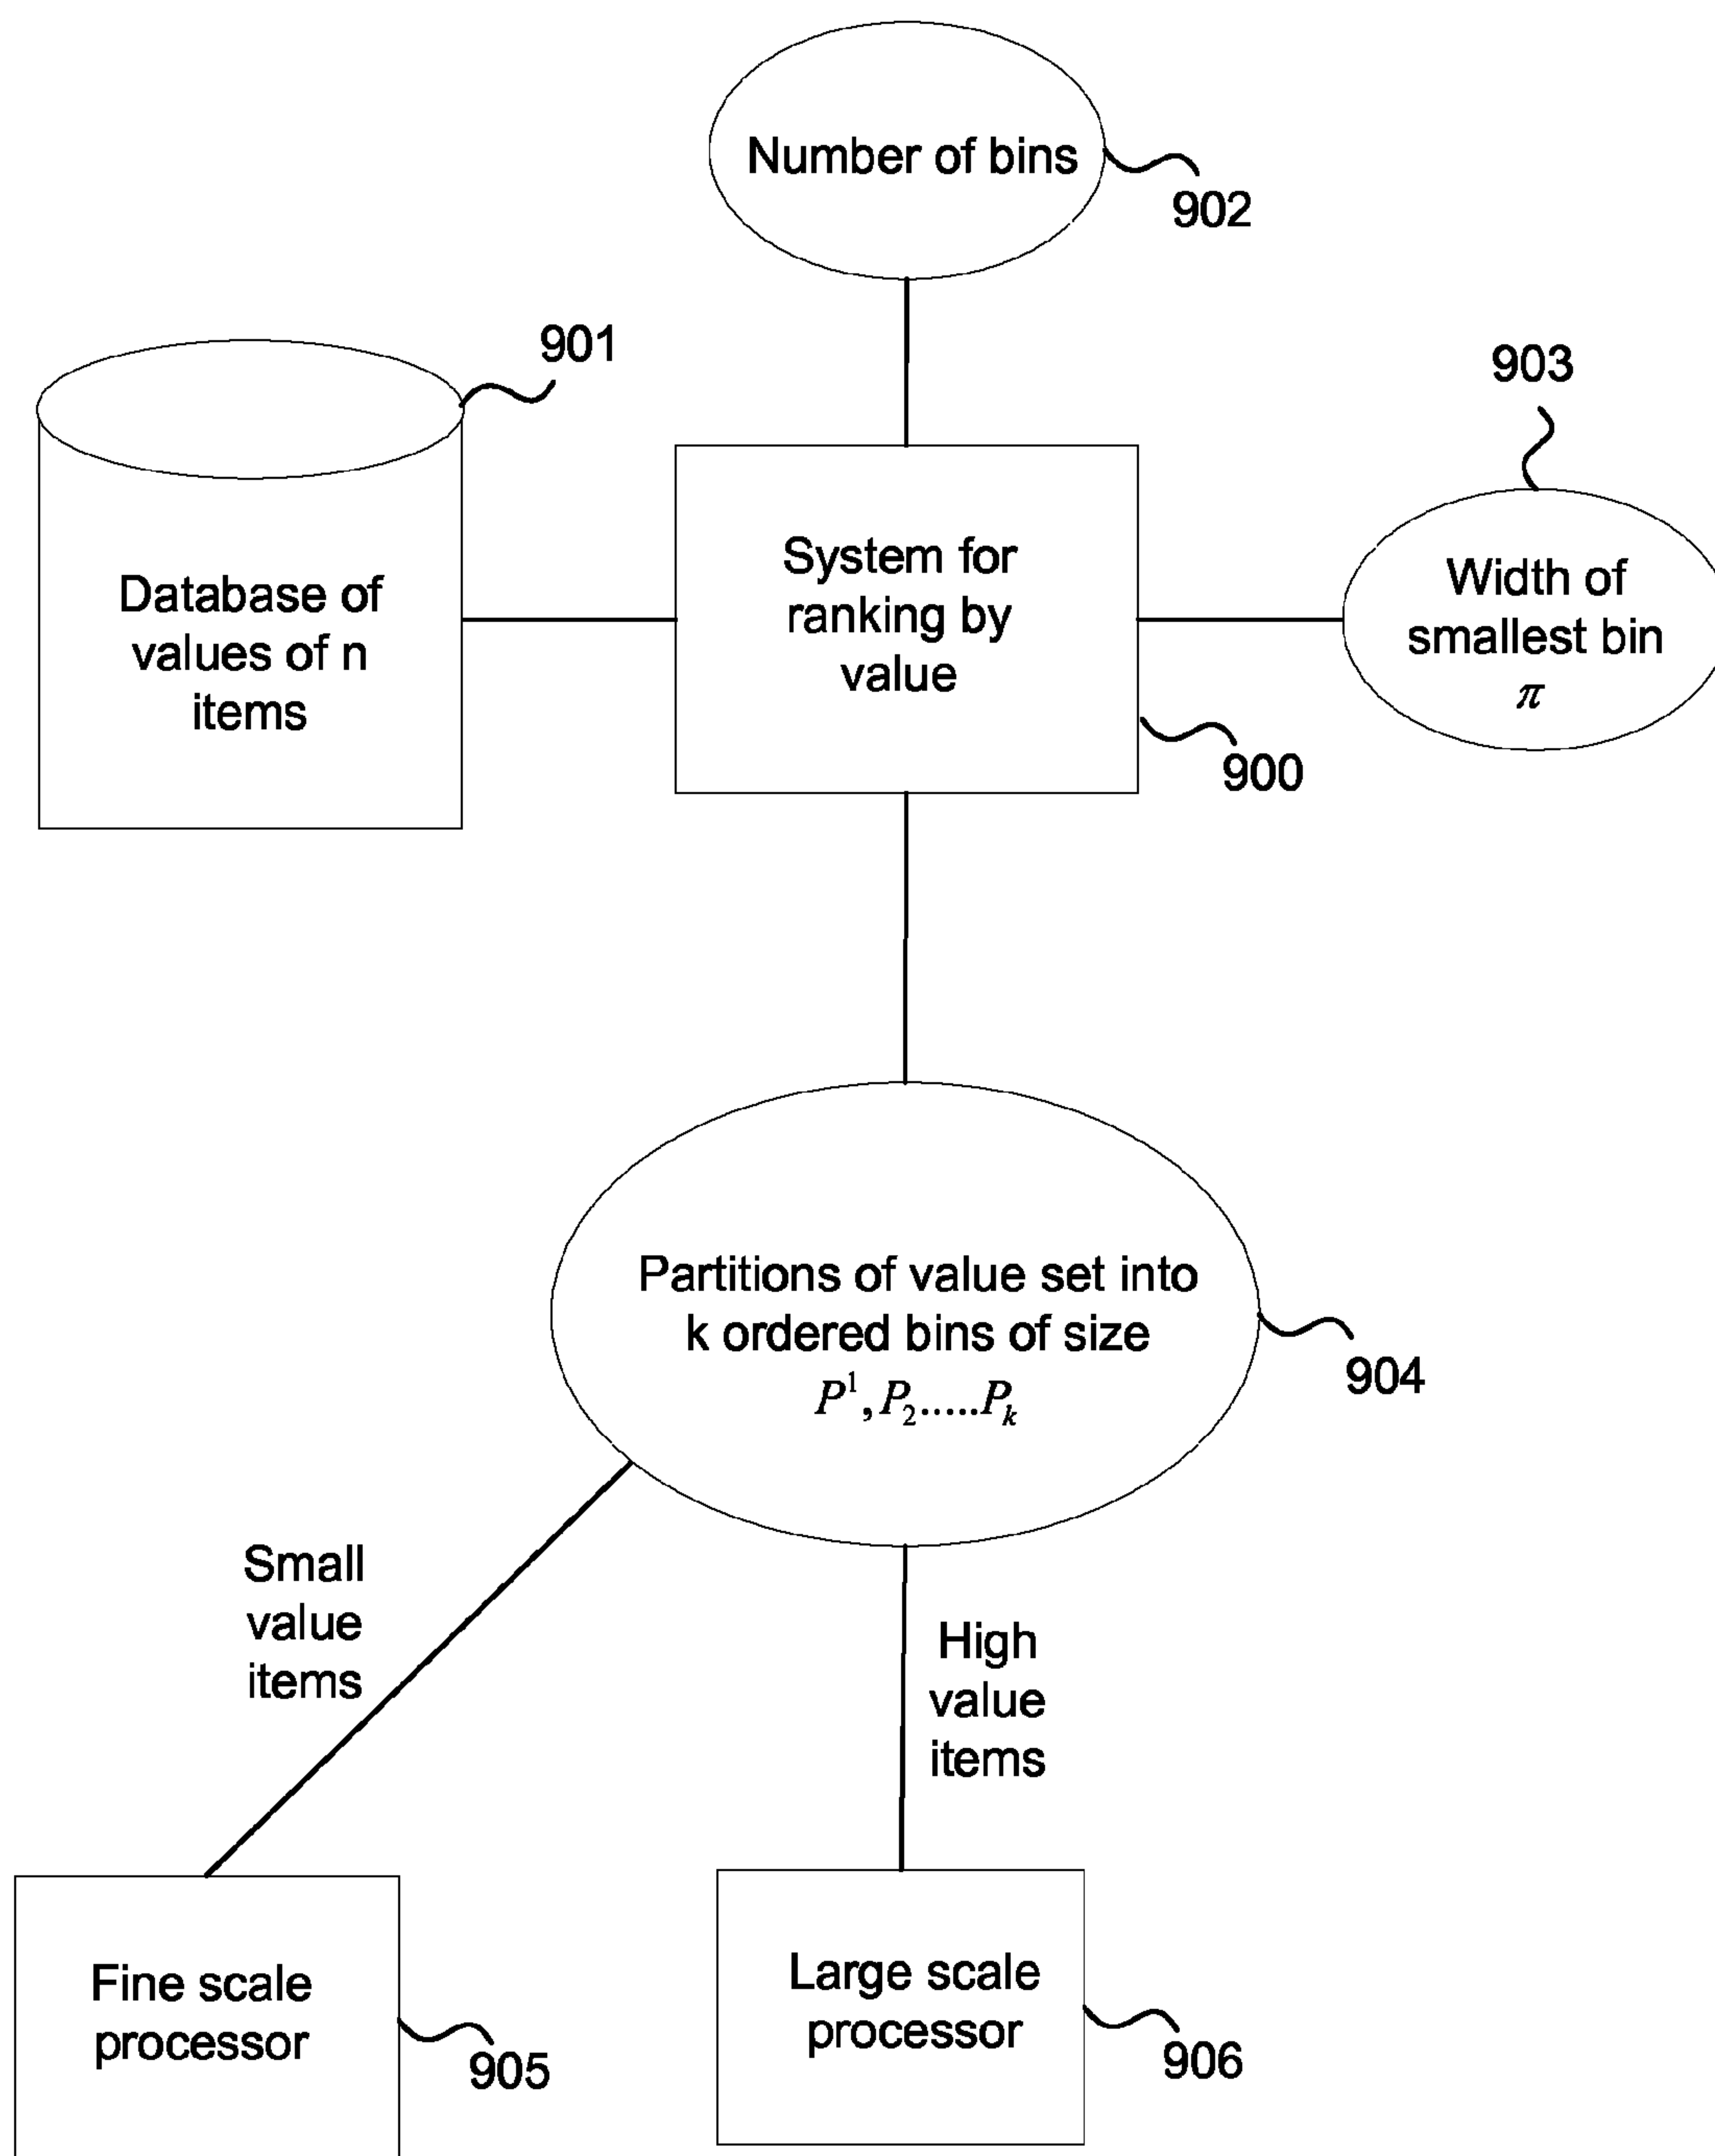 Number of bins
902
901
903
Database of
values of n
items
System for
ranking by
value
Width of
smallest bin
π
900
Partitions of value set into
k ordered bins of size
P¹, P₂.....Pₖ
904
Small
value
items
High
value
items
Fine scale
processor
905
Large scale
processor
906